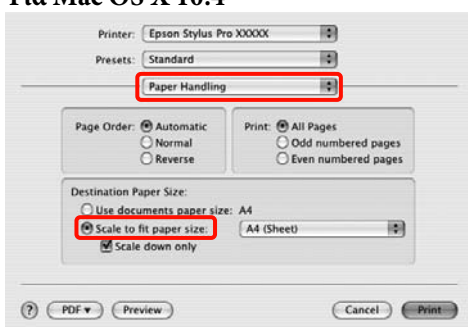 Mac OS X 10.4
Printer: Epson Stylus Pro XXXXX
Presets: Standard
Paper Handling
Page Order: Automatic
Normal
Reverse
Print: All Pages
Odd numbered pages
Even numbered pages
Destination Paper Size:
Use documents paper size: A4
Scale to fit paper size: A4 (Sheet)
Scale down only
? PDF Preview Cancel Print